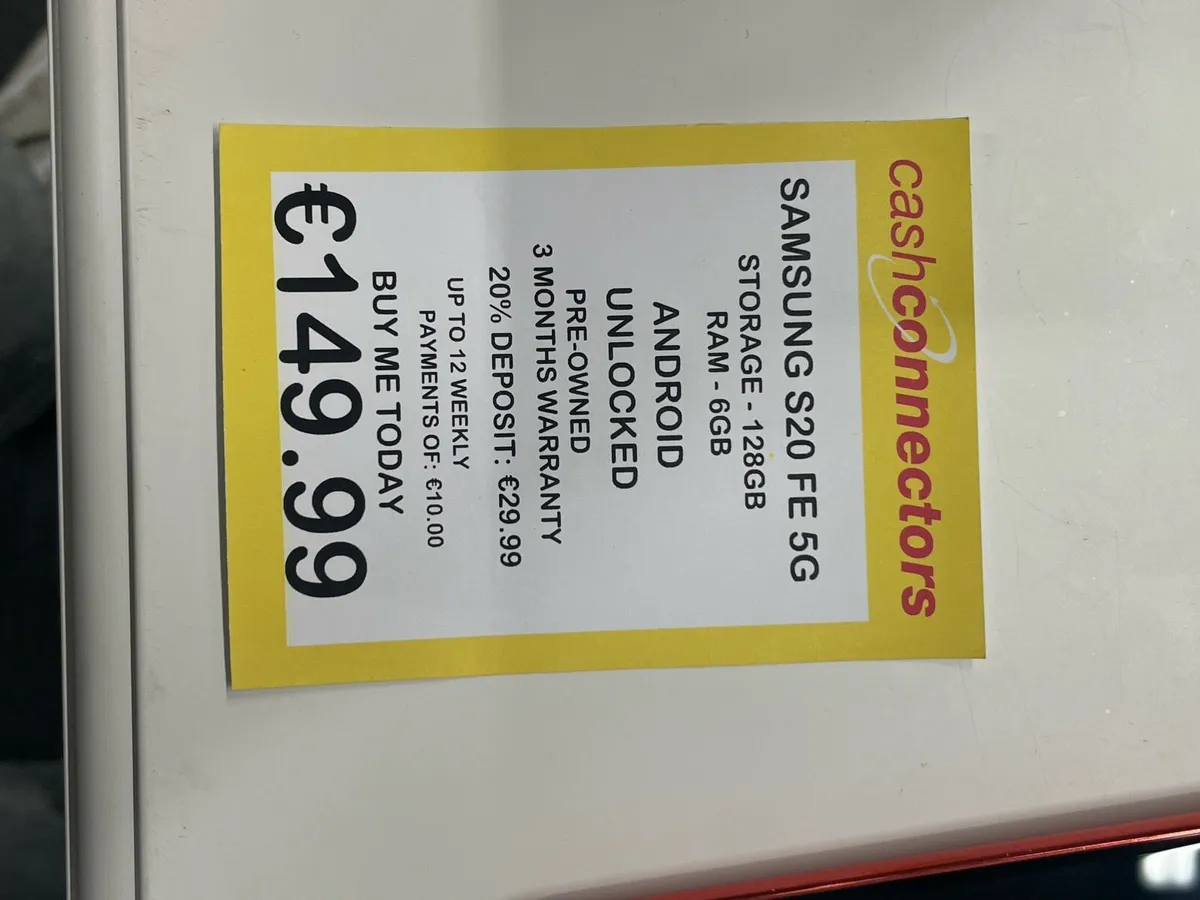 cashconnectors
SAMSUNG S20 FE 5G
STORAGE - 128GB
RAM - 6GB
ANDROID
UNLOCKED
PRE-OWNED
3 MONTHS WARRANTY
20% DEPOSIT: €29.99
UP TO 12 WEEKLY
PAYMENTS OF: €10.00
BUY ME TODAY
€149.99